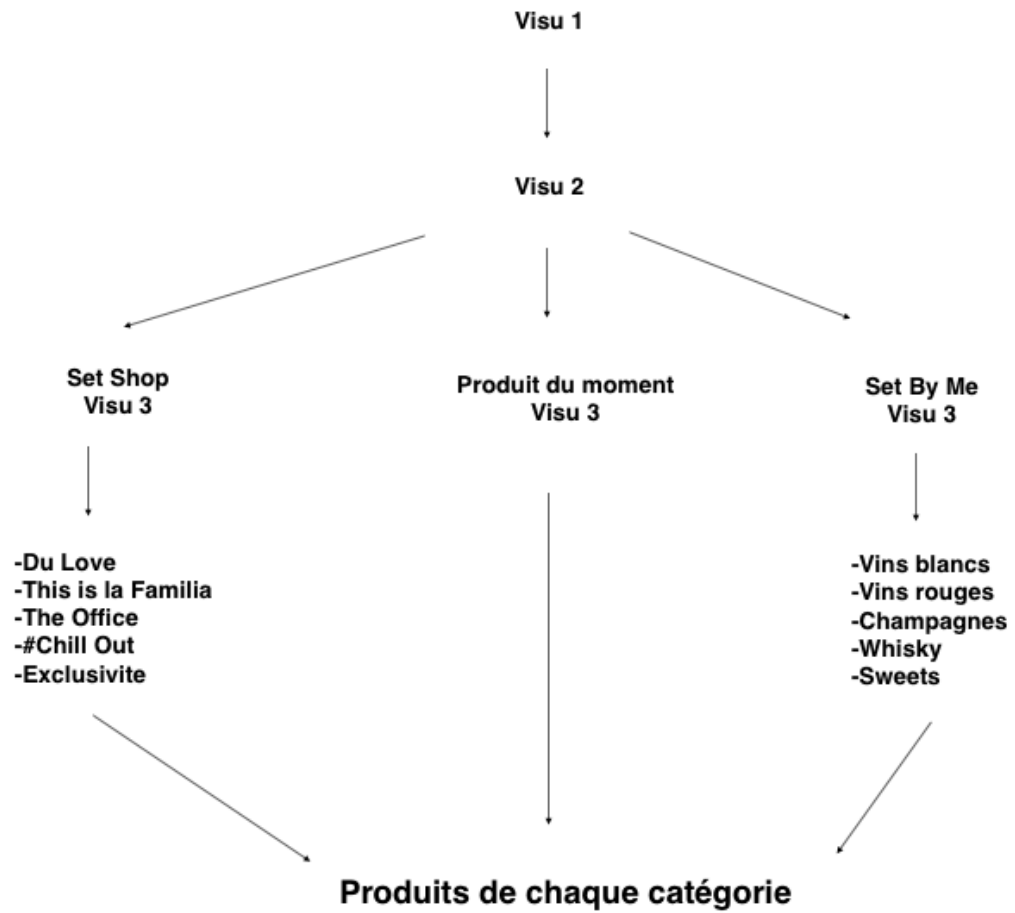 Visu 1
Visu 2
Set Shop
Visu 3
Produit du moment
Visu 3
Set By Me
Visu 3
-Du Love
-This is la Familia
-The Office
-#Chill Out
-Exclusivite
-Vins blancs
-Vins rouges
-Champagnes
-Whisky
-Sweets
Produits de chaque catégorie